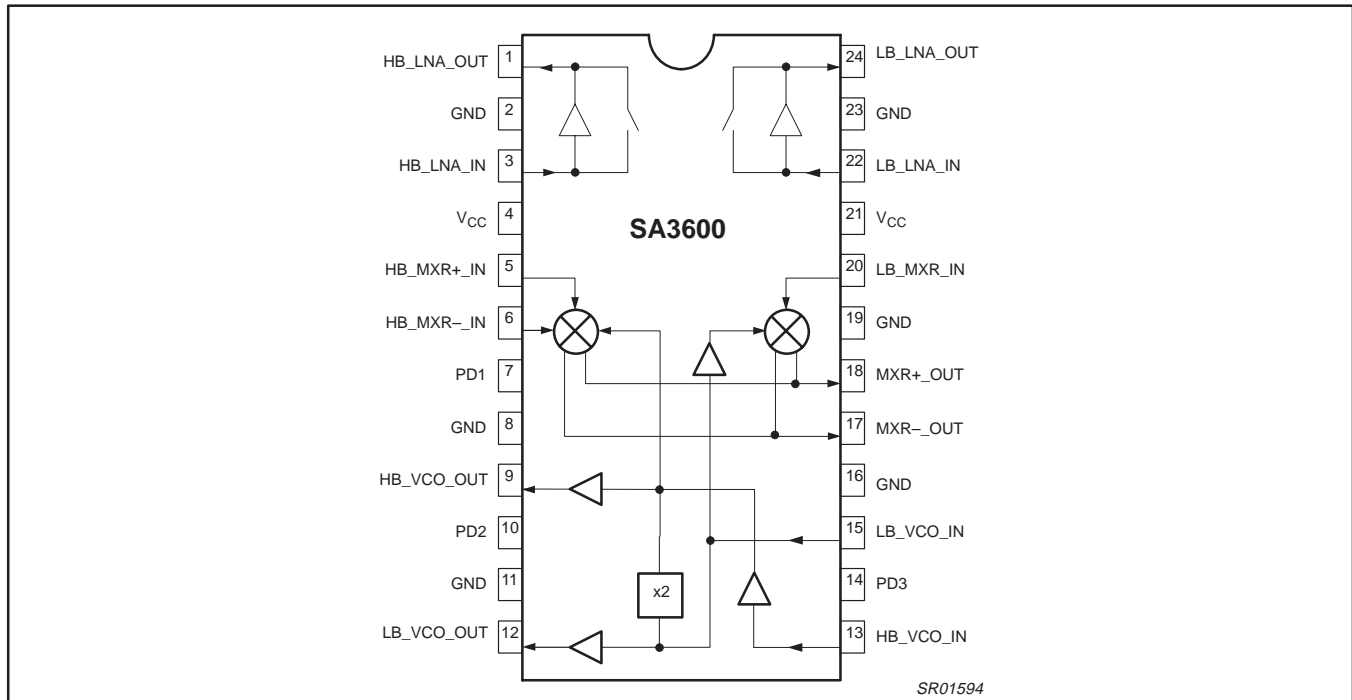 HB_LNA_OUT 1
GND 2
HB_LNA_IN 3
VCC 4
HB_MXR+_IN 5
HB_MXR–_IN 6
PD1 7
GND 8
HB_VCO_OUT 9
PD2 10
GND 11
LB_VCO_OUT 12
SA3600
x2
24 LB_LNA_OUT
23 GND
22 LB_LNA_IN
21 VCC
20 LB_MXR_IN
19 GND
18 MXR+_OUT
17 MXR–_OUT
16 GND
15 LB_VCO_IN
14 PD3
13 HB_VCO_IN
SR01594